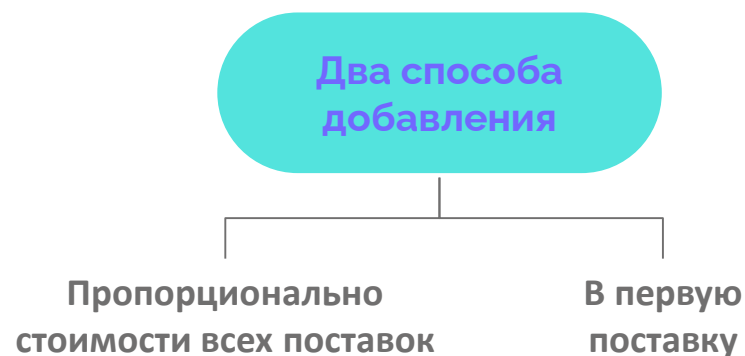 Два способа
добавления
Пропорционально
стоимости всех поставок
В первую
поставку